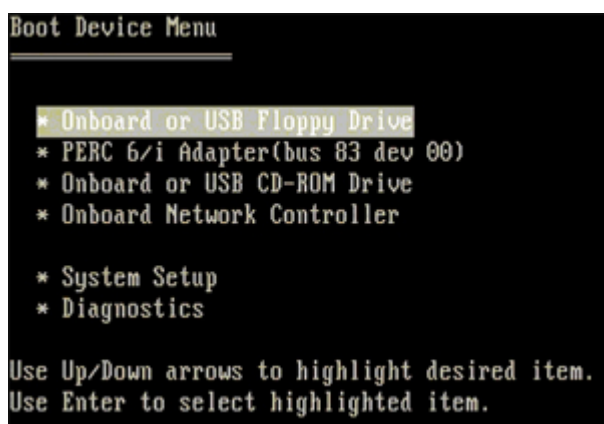 Boot Device Menu
* Onboard or USB Floppy Drive
* PERC 6/i Adapter(bus 83 dev 00)
* Onboard or USB CD-ROM Drive
* Onboard Network Controller
* System Setup
* Diagnostics
Use Up/Down arrows to highlight desired item.
Use Enter to select highlighted item.